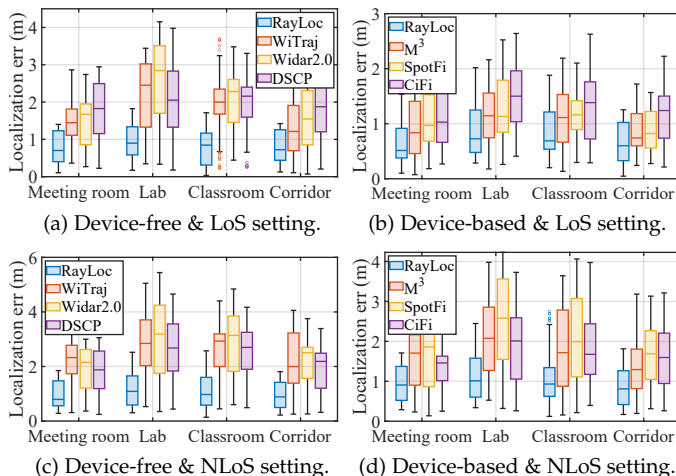 Localization err (m)
4
3
2
1
0
RayLoc
WiTraj
Widar2.0
DSCP
Meeting room Lab Classroom Corridor
(a) Device-free & LoS setting.
Localization err (m)
3
2
1
0
RayLoc
M³
SpotFi
CiFi
Meeting room Lab Classroom Corridor
(b) Device-based & LoS setting.
Localization err (m)
6
4
2
0
RayLoc
WiTraj
Widar2.0
DSCP
Meeting room Lab Classroom Corridor
(c) Device-free & NLoS setting.
Localization err (m)
4
3
2
1
0
RayLoc
M³
SpotFi
CiFi
Meeting room Lab Classroom Corridor
(d) Device-based & NLoS setting.